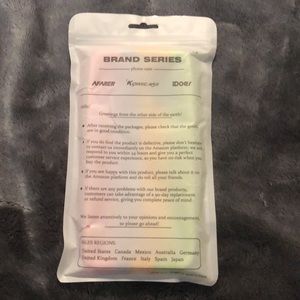 BRAND SERIES
please note
AFARER
IDOES
Hello!
Greetings from the other side of the earth!
After receiving the packages, please check that the goods are in good condition.
If you do find the product is defective, please don't hesitate to contact us immediately on the Amazon platform; we will respond to you within 24 hours and give you a perfect customer service experience, so you have no risk when you buy the product
If you are happy with this product, please talk about it on the Amazon platform and do tell all your friends.
If there are any problems with our brand products, customers can take advantage of a 90-day replacement or refund service, giving you complete peace of mind.
We listen attentively to your opinions and encouragement, so please go ahead!
SALES REGIONS
United States Canada Mexico Australia Germany
United Kingdom France Italy Spain Japan